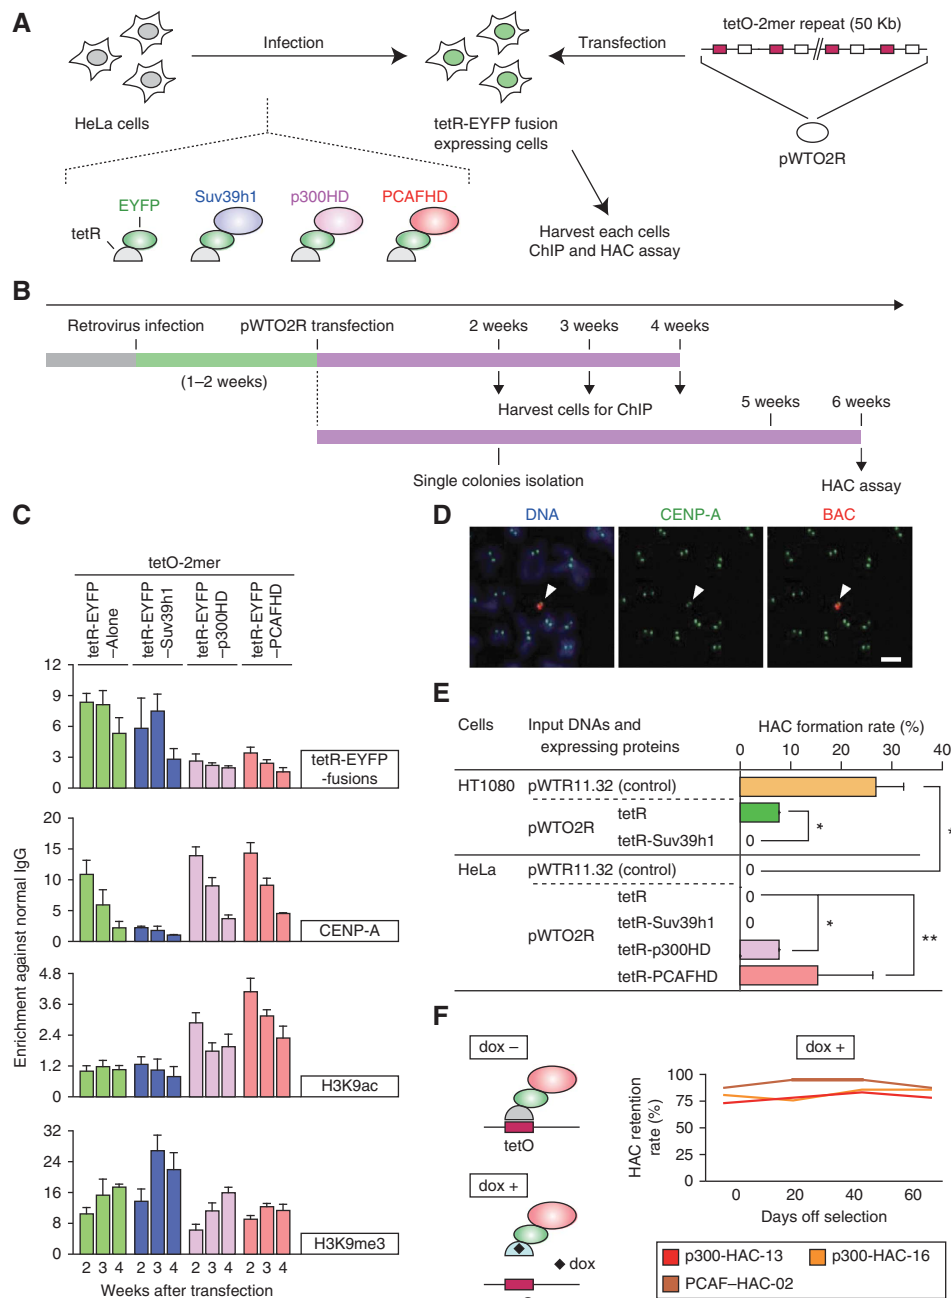 A
HeLa cells
Infection
tetR-EYFP fusion
expressing cells
Transfection
tetO-2mer repeat (50 Kb)
pWTO2R
tetR
EYFP
Suv39h1
p300HD
PCAFHD
Harvest each cells
ChIP and HAC assay
B
Retrovirus infection
pWTO2R transfection
2 weeks
3 weeks
4 weeks
(1–2 weeks)
Harvest cells for ChIP
5 weeks
6 weeks
Single colonies isolation
HAC assay
C
tetO-2mer
tetR-EYFP
–Alone
tetR-EYFP
–Suv39h1
tetR-EYFP
–p300HD
tetR-EYFP
–PCAFHD
Enrichment against normal IgG
12
9
6
3
0
tetR-EYFP
-fusions
20
15
10
5
0
CENP-A
4.8
3.6
2.4
1.2
0
H3K9ac
32
24
16
8
0
H3K9me3
2 3 4 2 3 4 2 3 4 2 3 4
Weeks after transfection
D
DNA
CENP-A
BAC
E
Cells
Input DNAs and
expressing proteins
HAC formation rate (%)
0 10 20 30 40
HT1080
pWTR11.32 (control)
*
pWTO2R
tetR
*
tetR-Suv39h1
0
HeLa
pWTR11.32 (control)
0
pWTO2R
tetR
0
tetR-Suv39h1
0
*
tetR-p300HD
**
tetR-PCAFHD
F
dox –
tetO
dox +
dox
dox +
HAC retention
rate (%)
100
75
50
25
0
0 20 40 60
Days off selection
p300-HAC-13
p300-HAC-16
PCAF–HAC-02